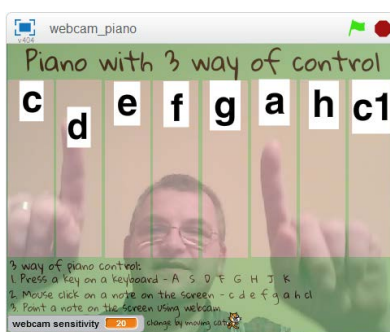 webcam_piano
v404
Piano with 3 way of control
c d e f g a h c1
3 way of piano control:
1. Press a key on a keyboard - A S D F G H J K
2. Mouse click on a note on the screen - c d e f g a h c1
3. Point a note on the screen using webcam
webcam sensitivity 20 change by moving cat